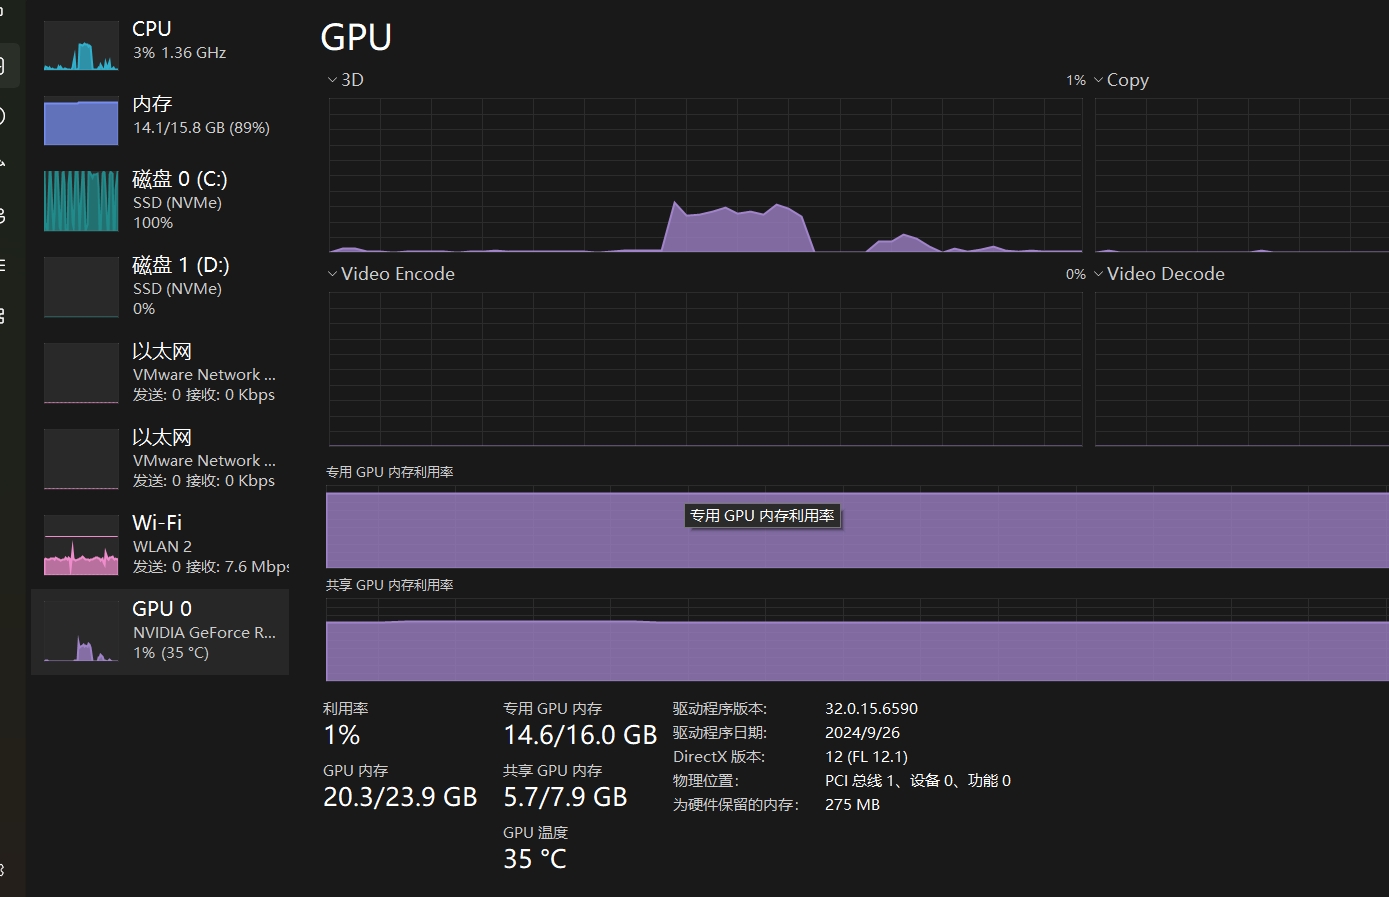 CPU
3% 1.36 GHz
内存
14.1/15.8 GB (89%)
磁盘 0 (C:)
SSD (NVMe)
100%
磁盘 1 (D:)
SSD (NVMe)
0%
以太网
VMware Network ...
发送: 0 接收: 0 Kbps
以太网
VMware Network ...
发送: 0 接收: 0 Kbps
Wi-Fi
WLAN 2
发送: 0 接收: 7.6 Mbps
GPU 0
NVIDIA GeForce R...
1% (35 °C)
GPU
3D 1%
Copy
Video Encode 0%
Video Decode
专用 GPU 内存利用率
专用 GPU 内存利用率
共享 GPU 内存利用率
利用率
1%
GPU 内存
20.3/23.9 GB
专用 GPU 内存
14.6/16.0 GB
共享 GPU 内存
5.7/7.9 GB
GPU 温度
35 °C
驱动程序版本: 32.0.15.6590
驱动程序日期: 2024/9/26
DirectX 版本: 12 (FL 12.1)
物理位置: PCI 总线 1、设备 0、功能 0
为硬件保留的内存: 275 MB